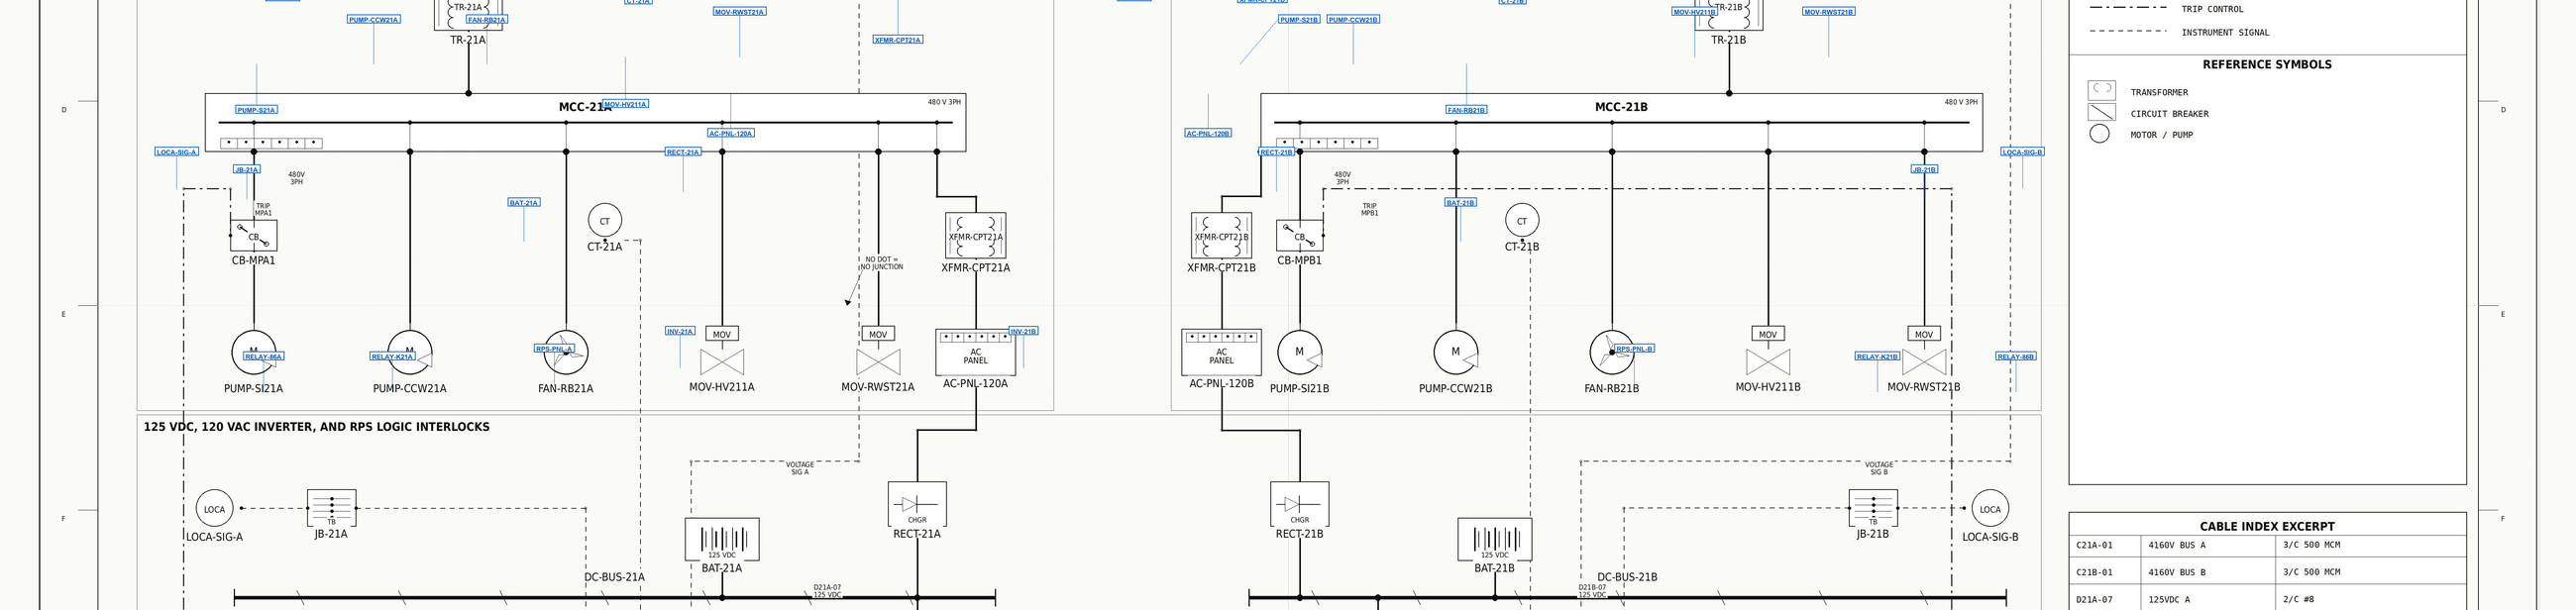 TR-21A
PUMP-CCW21A
FAN-RB21A
TR-21A
MOV-RWST21A
XFMR-CPT21A
PUMP-S21B
PUMP-CCW21B
MOV-HV211B
TR-21B
TR-21B
MOV-RWST21B
TRIP CONTROL
INSTRUMENT SIGNAL
REFERENCE SYMBOLS
TRANSFORMER
CIRCUIT BREAKER
MOTOR / PUMP
D
PUMP-S21A
MCC-21A
MOV-HV211A
480 V 3PH
AC-PNL-120A
AC-PNL-120B
FAN-RB21B
MCC-21B
480 V 3PH
D
LOCA-SIG-A
JB-21A
480V
3PH
RECT-21A
RECT-21B
480V
3PH
JB-21B
LOCA-SIG-B
TRIP
MPA1
BAT-21A
CT
CT-21A
BAT-21B
TRIP
MPB1
CT
CT-21B
CB
CB-MPA1
NO DOT =
NO JUNCTION
XFMR-CPT21A
XFMR-CPT21A
XFMR-CPT21B
XFMR-CPT21B
CB
CB-MPB1
E
INV-21A
MOV
MOV
INV-21B
MOV
MOV
E
M
RELAY-86A
M
RELAY-K21A
RPS-PNL-A
AC
PANEL
AC
PANEL
M
M
RPS-PNL-B
RELAY-K21B
RELAY-86B
PUMP-SI21A
PUMP-CCW21A
FAN-RB21A
MOV-HV211A
MOV-RWST21A
AC-PNL-120A
AC-PNL-120B
PUMP-SI21B
PUMP-CCW21B
FAN-RB21B
MOV-HV211B
MOV-RWST21B
125 VDC, 120 VAC INVERTER, AND RPS LOGIC INTERLOCKS
VOLTAGE
SIG A
VOLTAGE
SIG B
F
LOCA
LOCA-SIG-A
TB
JB-21A
CHGR
RECT-21A
CHGR
RECT-21B
TB
JB-21B
LOCA
LOCA-SIG-B
F
125 VDC
BAT-21A
125 VDC
BAT-21B
DC-BUS-21A
D21A-07
125 VDC
DC-BUS-21B
D21B-07
125 VDC
CABLE INDEX EXCERPT
C21A-01 4160V BUS A 3/C 500 MCM
C21B-01 4160V BUS B 3/C 500 MCM
D21A-07 125VDC A 2/C #8